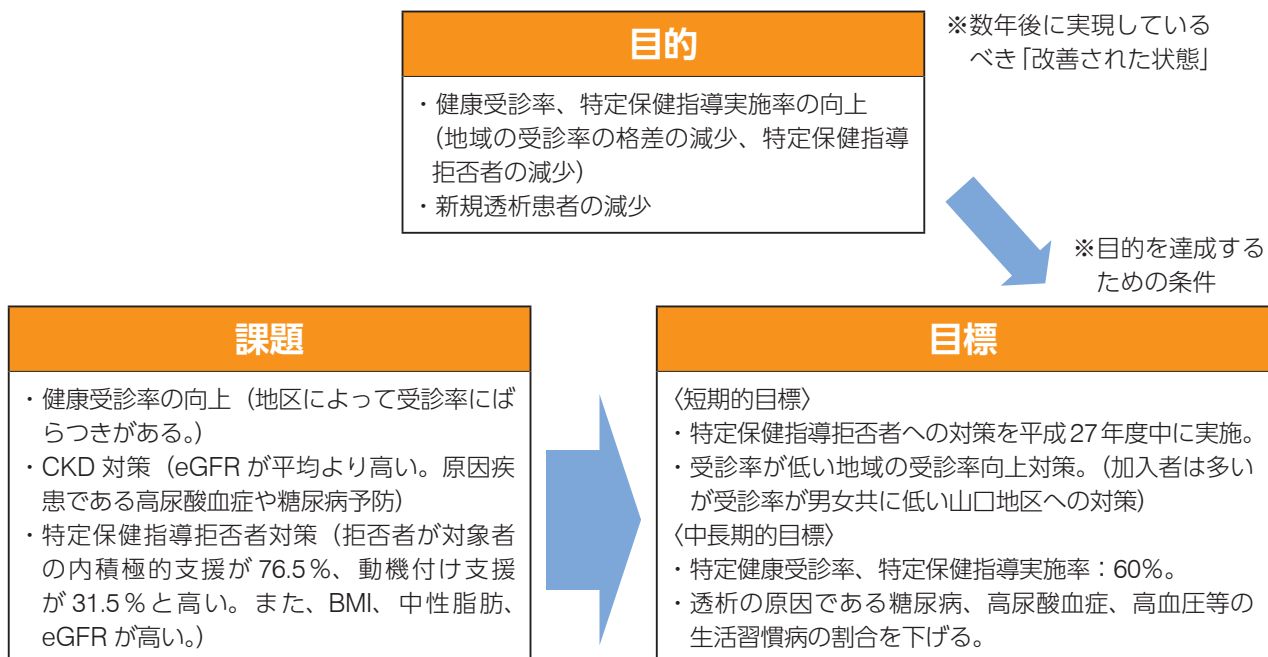 目的
※数年後に実現している
べき「改善された状態」
・健康受診率、特定保健指導実施率の向上
（地域の受診率の格差の減少、特定保健指導
拒否者の減少）
・新規透析患者の減少
※目的を達成する
ための条件
課題
・健康受診率の向上（地区によって受診率にば
らつきがある。）
・CKD 対策（eGFR が平均より高い。原因疾
患である高尿酸血症や糖尿病予防）
・特定保健指導拒否者対策（拒否者が対象者
の内積極的支援が 76.5％、動機付け支援
が 31.5％と高い。また、BMI、中性脂肪、
eGFR が高い。）
目標
〈短期的目標〉
・特定保健指導拒否者への対策を平成 27 年度中に実施。
・受診率が低い地域の受診率向上対策。（加入者は多い
が受診率が男女共に低い山口地区への対策）
〈中長期的目標〉
・特定健康受診率、特定保健指導実施率：60％。
・透析の原因である糖尿病、高尿酸血症、高血圧等の
生活習慣病の割合を下げる。